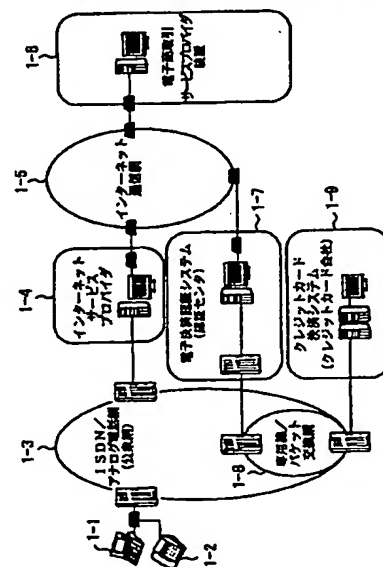 1-8
電子商取引
サービスプロバイダ
装置
1-5
インターネット
通信網
1-4
インターネット
サービス
プロバイダ
1-7
電子決済認証システム
(認証センタ)
1-9
クレジットカード
決済システム
(クレジットカード会社)
1-3
ISDN/
アナログ電話網
(公衆網)
1-8
専用線/
パケット
交換網
1-1
1-2